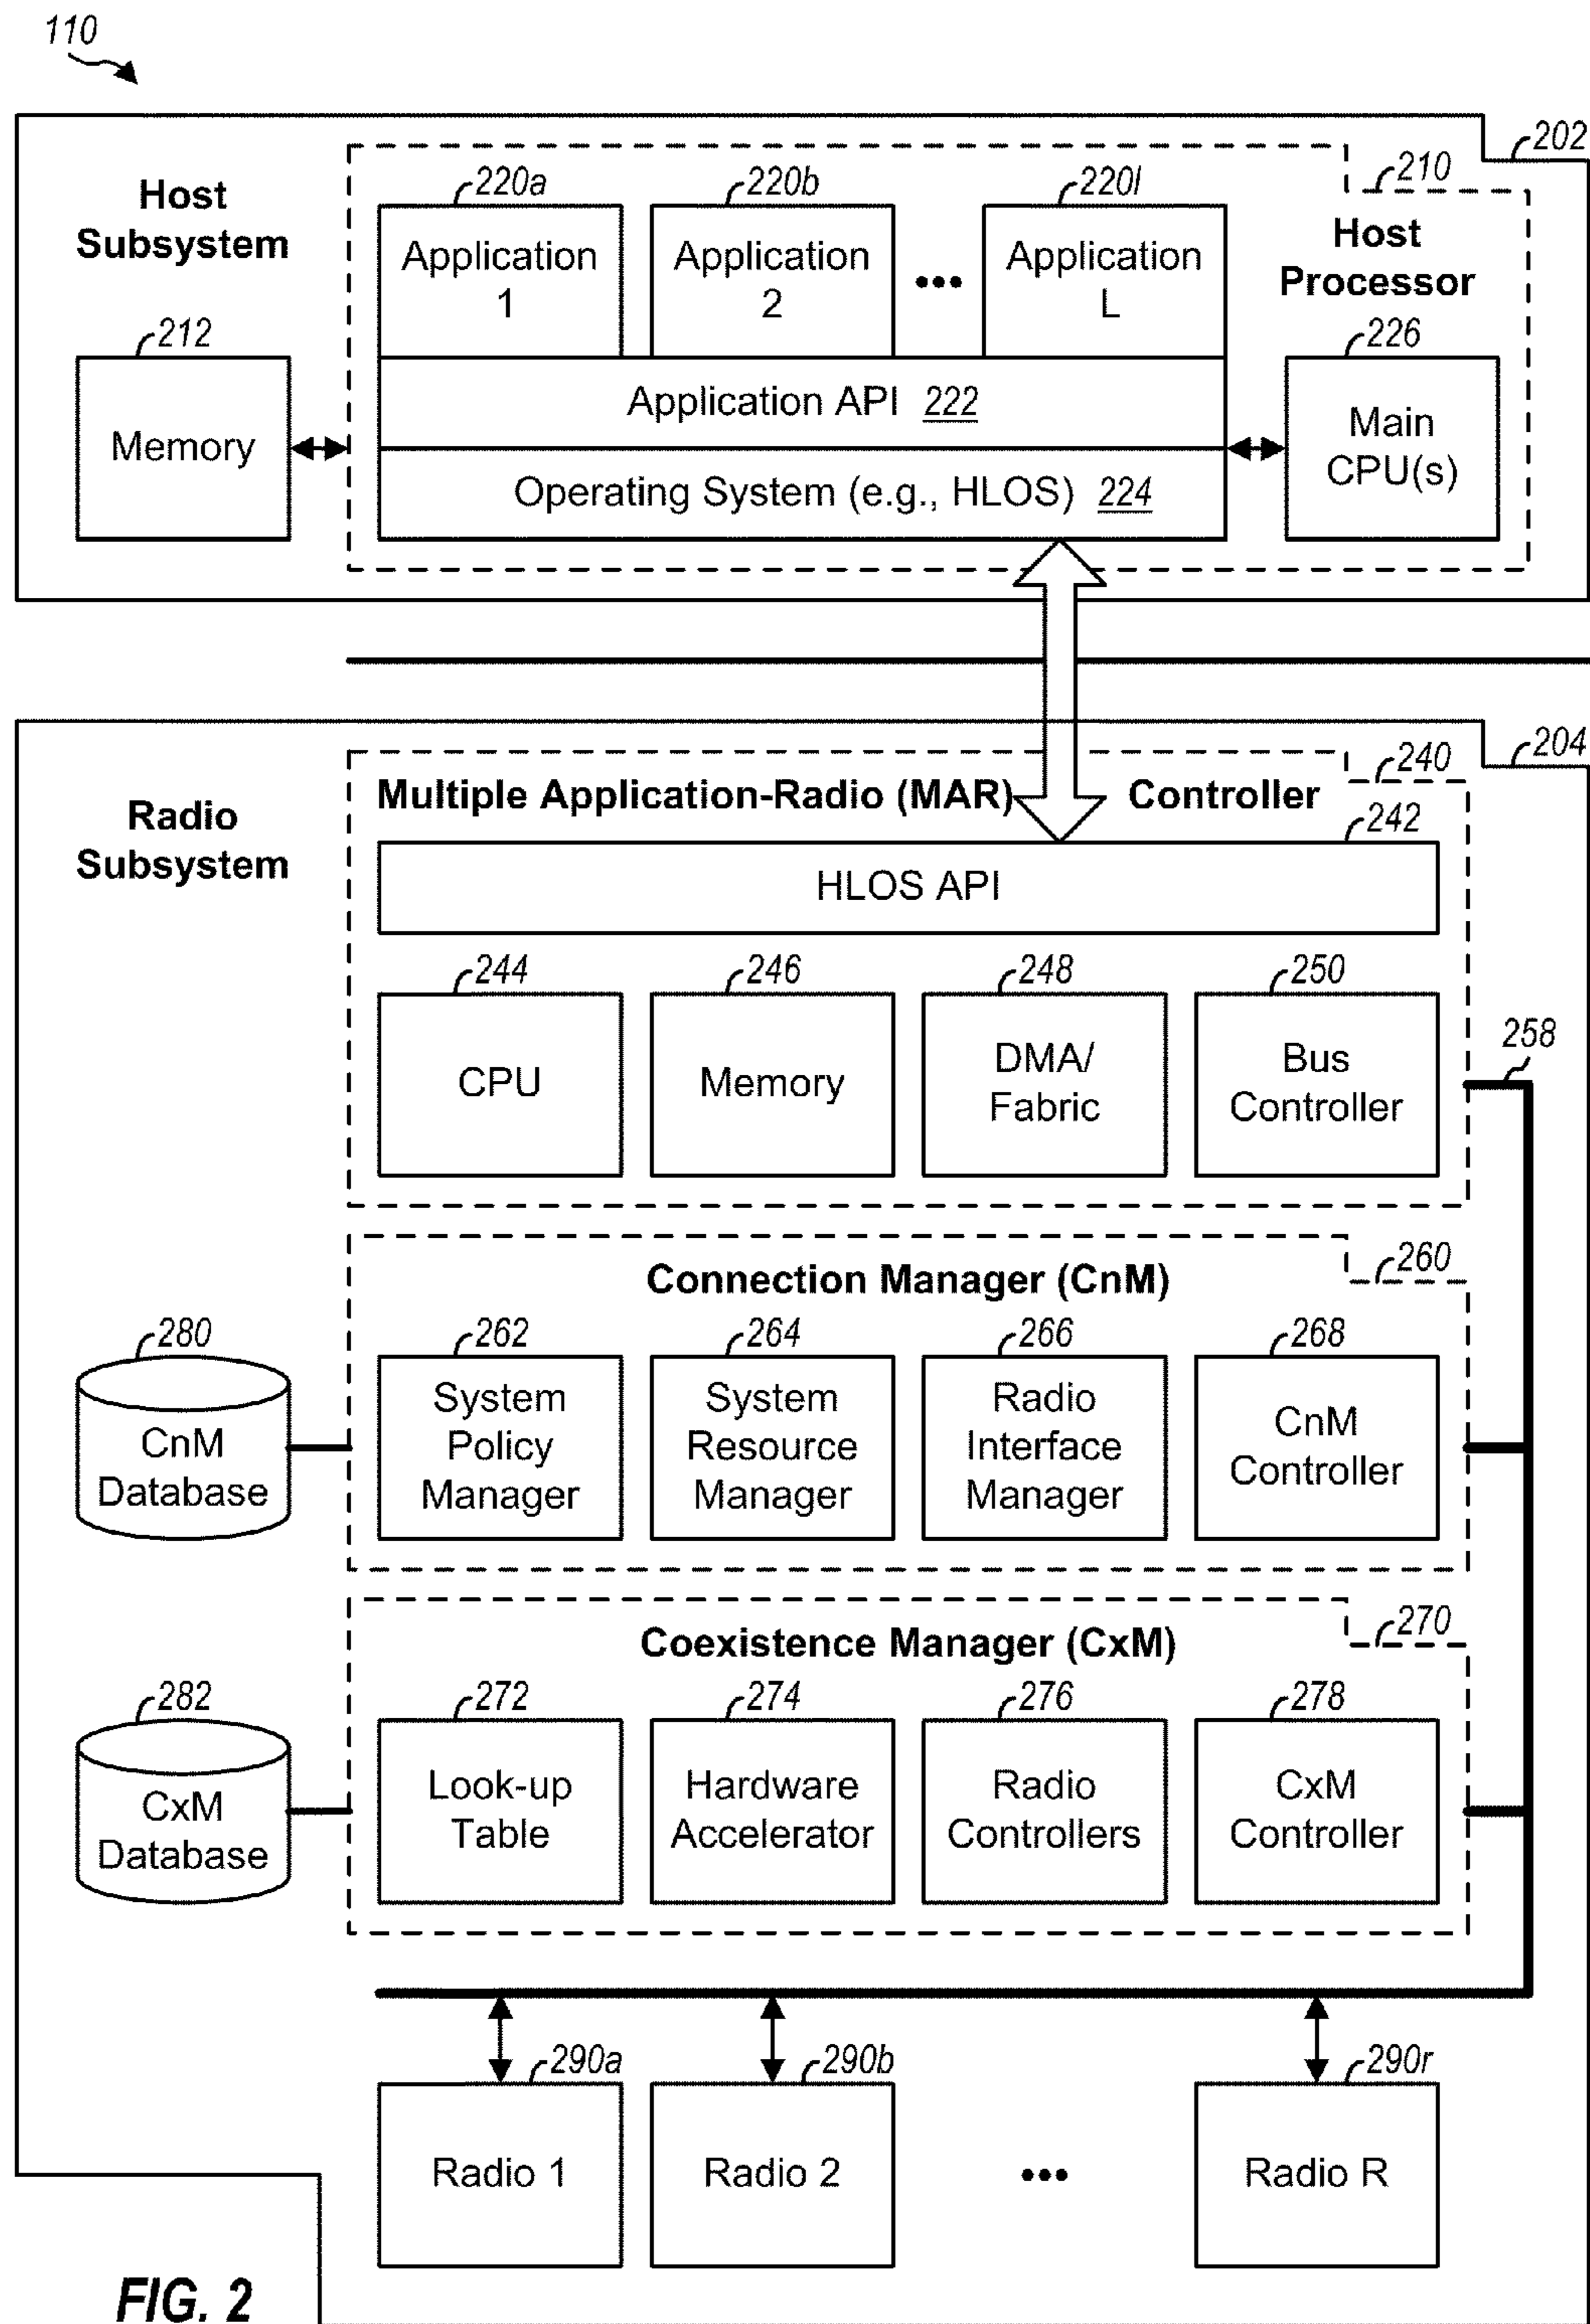 110
202
210
Host
Subsystem
220a
220b
220l
Application
1
Application
2
•••
Application
L
Host
Processor
212
Memory
226
Main
CPU(s)
Application API 222
Operating System (e.g., HLOS) 224
204
240
Radio
Subsystem
Multiple Application-Radio (MAR) Controller
242
HLOS API
244
246
248
250
CPU
Memory
DMA/
Fabric
Bus
Controller
258
260
Connection Manager (CnM)
280
CnM
Database
262
264
266
268
System
Policy
Manager
System
Resource
Manager
Radio
Interface
Manager
CnM
Controller
270
Coexistence Manager (CxM)
282
CxM
Database
272
274
276
278
Look-up
Table
Hardware
Accelerator
Radio
Controllers
CxM
Controller
290a
290b
290r
Radio 1
Radio 2
•••
Radio R
FIG. 2